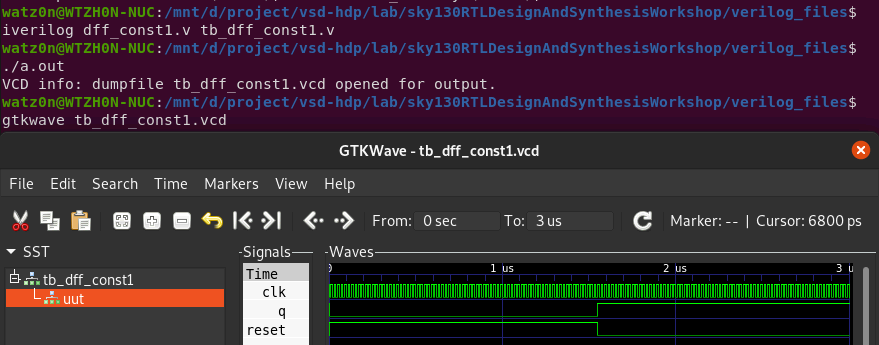 watz0n@WTZH0N-NUC:/mnt/d/project/vsd-hdp/lab/sky130RTLDesignAndSynthesisWorkshop/verilog_files$
iverilog dff_const1.v tb_dff_const1.v
watz0n@WTZH0N-NUC:/mnt/d/project/vsd-hdp/lab/sky130RTLDesignAndSynthesisWorkshop/verilog_files$
./a.out
VCD info: dumpfile tb_dff_const1.vcd opened for output.
watz0n@WTZH0N-NUC:/mnt/d/project/vsd-hdp/lab/sky130RTLDesignAndSynthesisWorkshop/verilog_files$
gtkwave tb_dff_const1.vcd
GTKWave - tb_dff_const1.vcd
File Edit Search Time Markers View Help
From: 0 sec To: 3 us Marker: -- | Cursor: 6800 ps
SST Signals Waves
Time 0 1 us 2 us 3 u
tb_dff_const1
clk
uut
q
reset